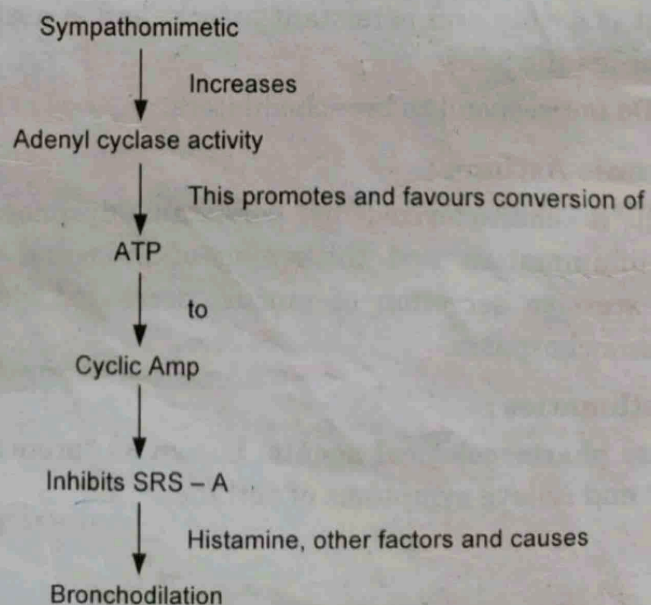 Sympathomimetic
Increases
Adenyl cyclase activity
This promotes and favours conversion of
ATP
to
Cyclic Amp
Inhibits SRS – A
Histamine, other factors and causes
Bronchodilation